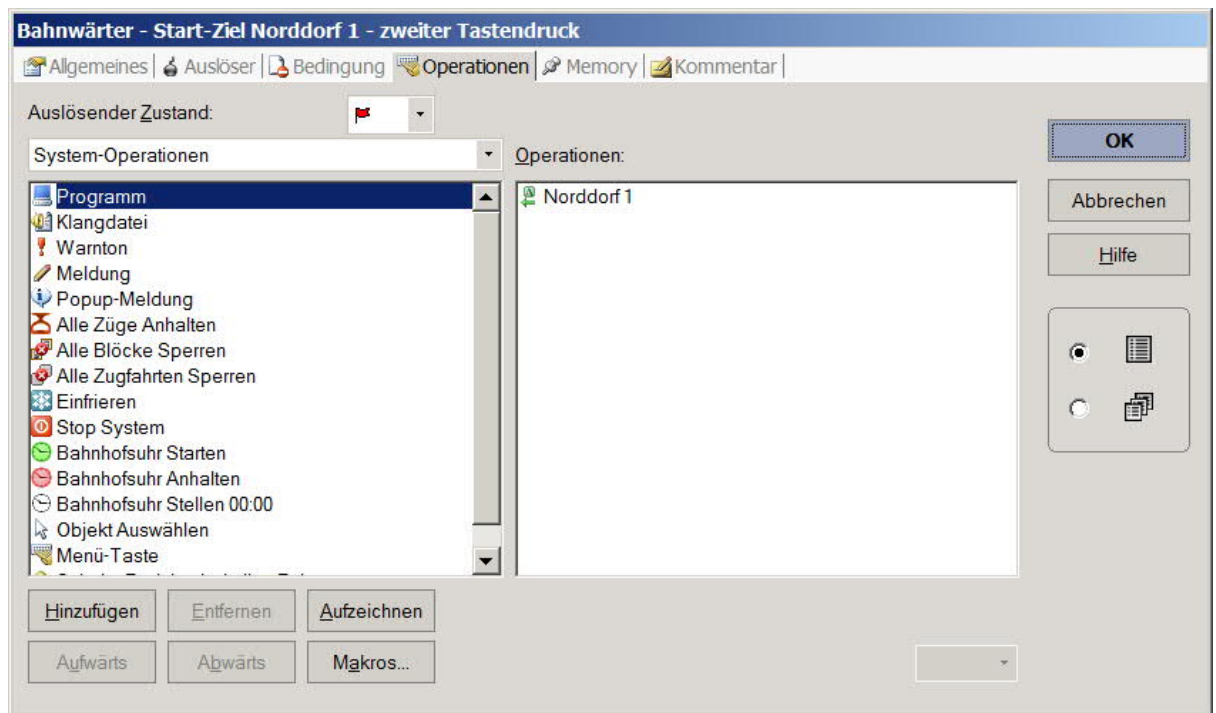 Bahnwärter - Start-Ziel Norddorf 1 - zweiter Tastendruck
Allgemeines Auslöser Bedingung Operationen Memory Kommentar
Auslösender Zustand:
System-Operationen
Operationen:
Programm
Klangdatei
Warnton
Meldung
Popup-Meldung
Alle Züge Anhalten
Alle Blöcke Sperren
Alle Zugfahrten Sperren
Einfrieren
Stop System
Bahnhofsuhr Starten
Bahnhofsuhr Anhalten
Bahnhofsuhr Stellen 00:00
Objekt Auswählen
Menü-Taste
Norddorf 1
OK
Abbrechen
Hilfe
Hinzufügen Entfernen Aufzeichnen
Aufwärts Abwärts Makros...